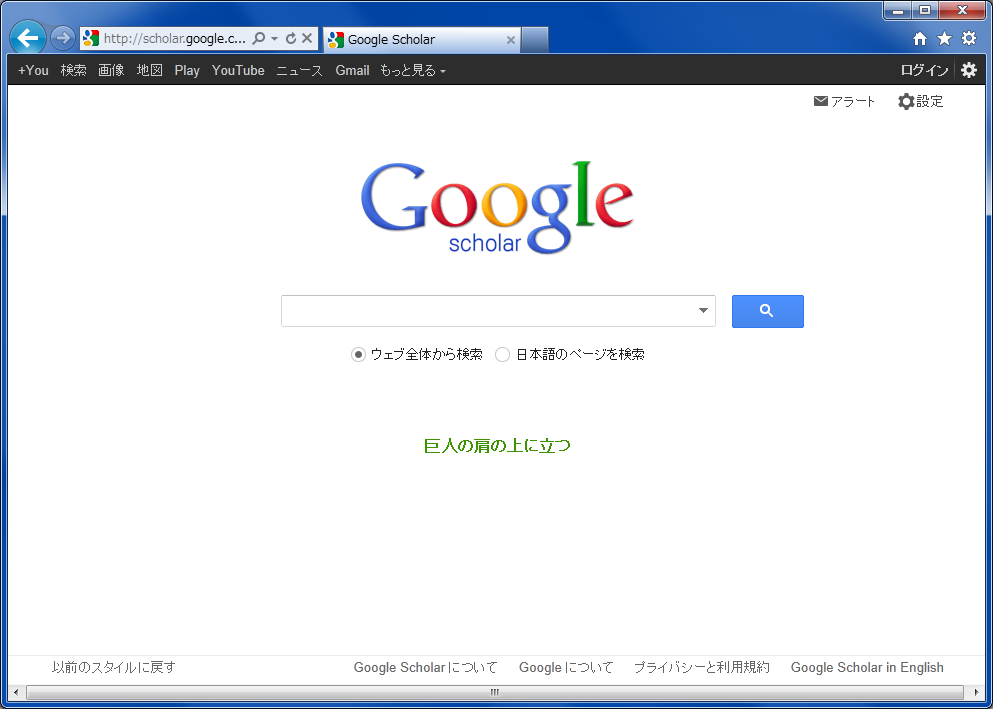 http://scholar.google.c... Google Scholar
+You 検索 画像 地図 Play YouTube ニュース Gmail もっと見る ログイン
アラート 設定
Google
scholar
ウェブ全体から検索 日本語のページを検索
巨人の肩の上に立つ
以前のスタイルに戻す Google Scholar について Google について プライバシーと利用規約 Google Scholar in English